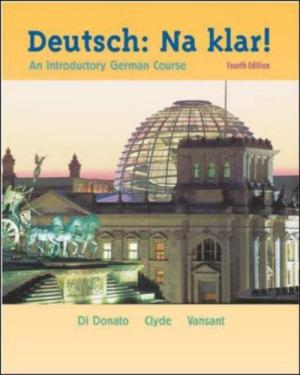 Deutsch: Na klar!
An Introductory German Course Fourth Edition
Di Donato Clyde Vansant